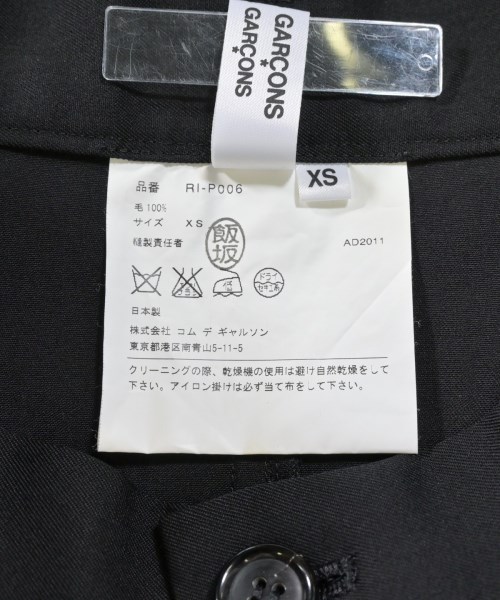 GARÇONS
GARÇONS
XS
品番 RI-P006
毛 100%
サイズ XS
縫製責任者 飯坂
AD2011
ドライ
セキユ系
日本製
株式会社 コム デ ギャルソン
東京都港区南青山5-11-5
クリーニングの際、乾燥機の使用は避け自然乾燥をして
下さい。アイロン掛けは必ず当て布をして下さい。